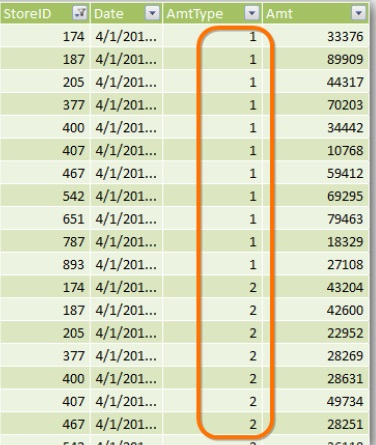 StoreID Date AmtType Amt
174 4/1/201... 1 33376
187 4/1/201... 1 89909
205 4/1/201... 1 44317
377 4/1/201... 1 70203
400 4/1/201... 1 34442
407 4/1/201... 1 10768
467 4/1/201... 1 59412
542 4/1/201... 1 69295
651 4/1/201... 1 79463
787 4/1/201... 1 18329
893 4/1/201... 1 27108
174 4/1/201... 2 43204
187 4/1/201... 2 42600
205 4/1/201... 2 22952
377 4/1/201... 2 28269
400 4/1/201... 2 28631
407 4/1/201... 2 49734
467 4/1/201... 2 28251